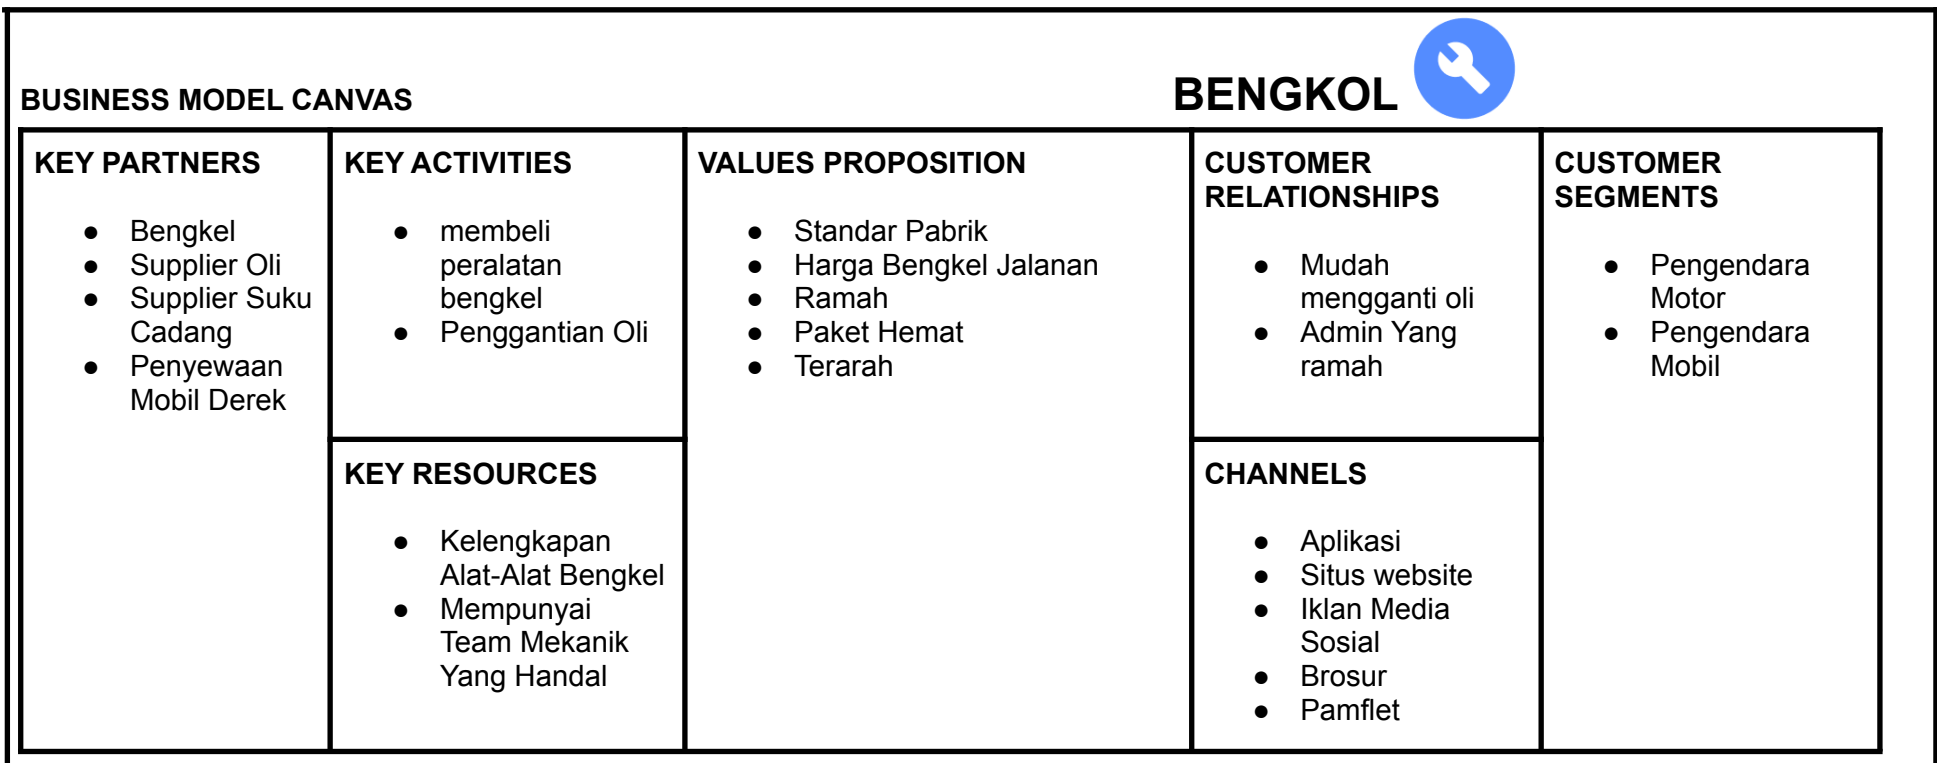 BUSINESS MODEL CANVAS
BENGKOL
KEY PARTNERS
● Bengkel
● Supplier Oli
● Supplier Suku
Cadang
● Penyewaan
Mobil Derek
KEY ACTIVITIES
● membeli
peralatan
bengkel
● Penggantian Oli
KEY RESOURCES
● Kelengkapan
Alat-Alat Bengkel
● Mempunyai
Team Mekanik
Yang Handal
VALUES PROPOSITION
● Standar Pabrik
● Harga Bengkel Jalanan
● Ramah
● Paket Hemat
● Terarah
CUSTOMER
RELATIONSHIPS
● Mudah
mengganti oli
● Admin Yang
ramah
CHANNELS
● Aplikasi
● Situs website
● Iklan Media
Sosial
● Brosur
● Pamflet
CUSTOMER
SEGMENTS
● Pengendara
Motor
● Pengendara
Mobil